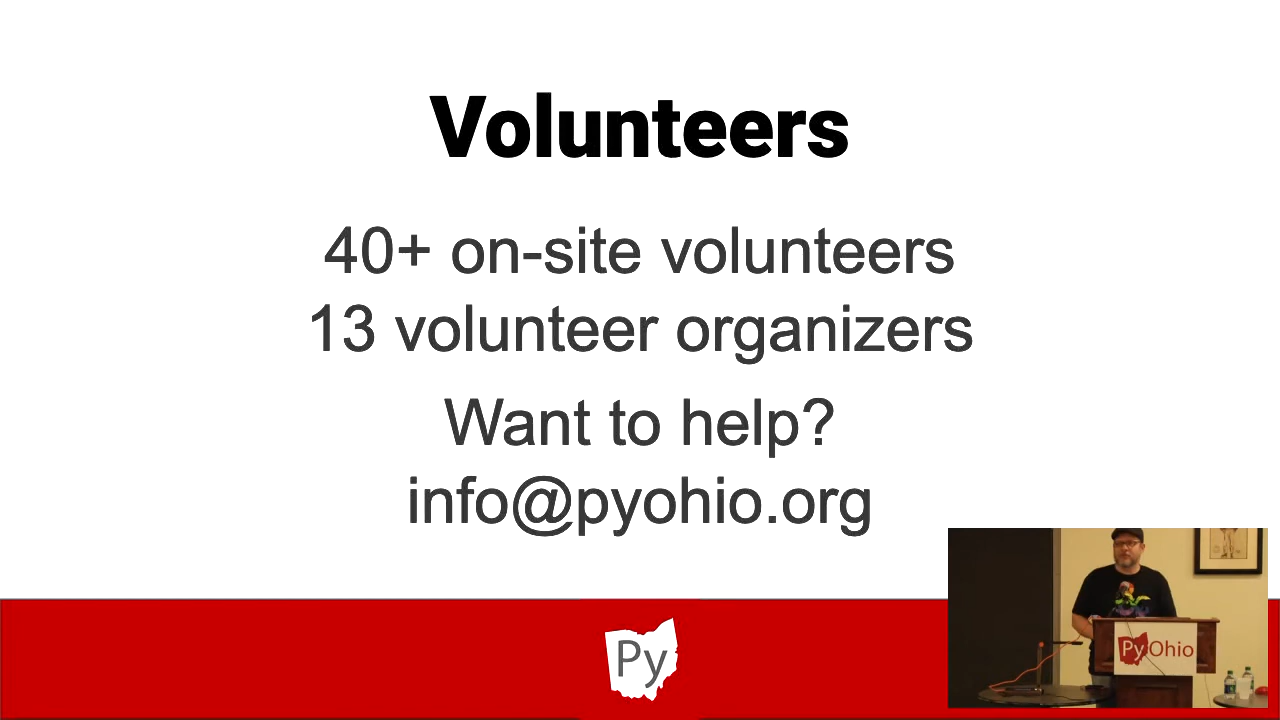 Volunteers
40+ on-site volunteers
13 volunteer organizers
Want to help?
info@pyohio.org
Py
PyOhio